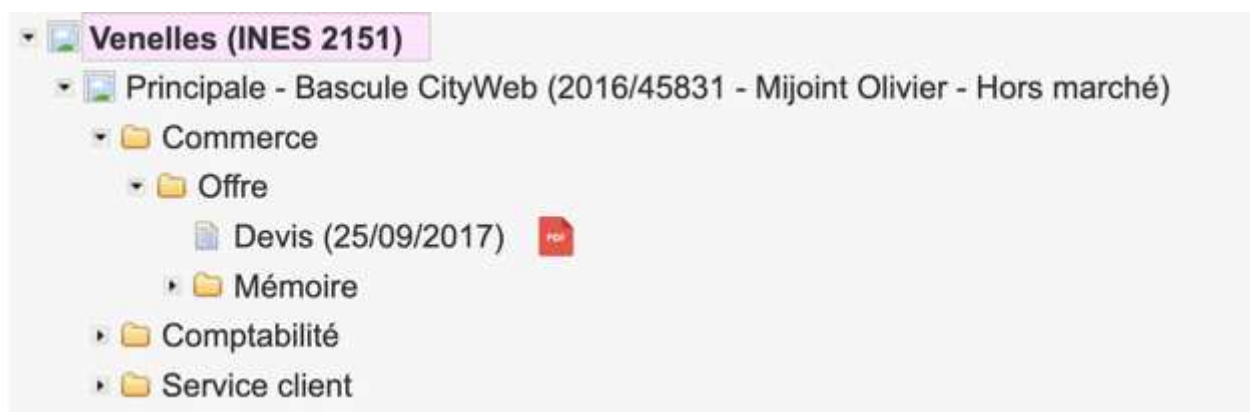 Venelles (INES 2151)
Principale - Bascule CityWeb (2016/45831 - Mijoint Olivier - Hors marché)
Commerce
Offre
Devis (25/09/2017) PDF
Mémoire
Comptabilité
Service client